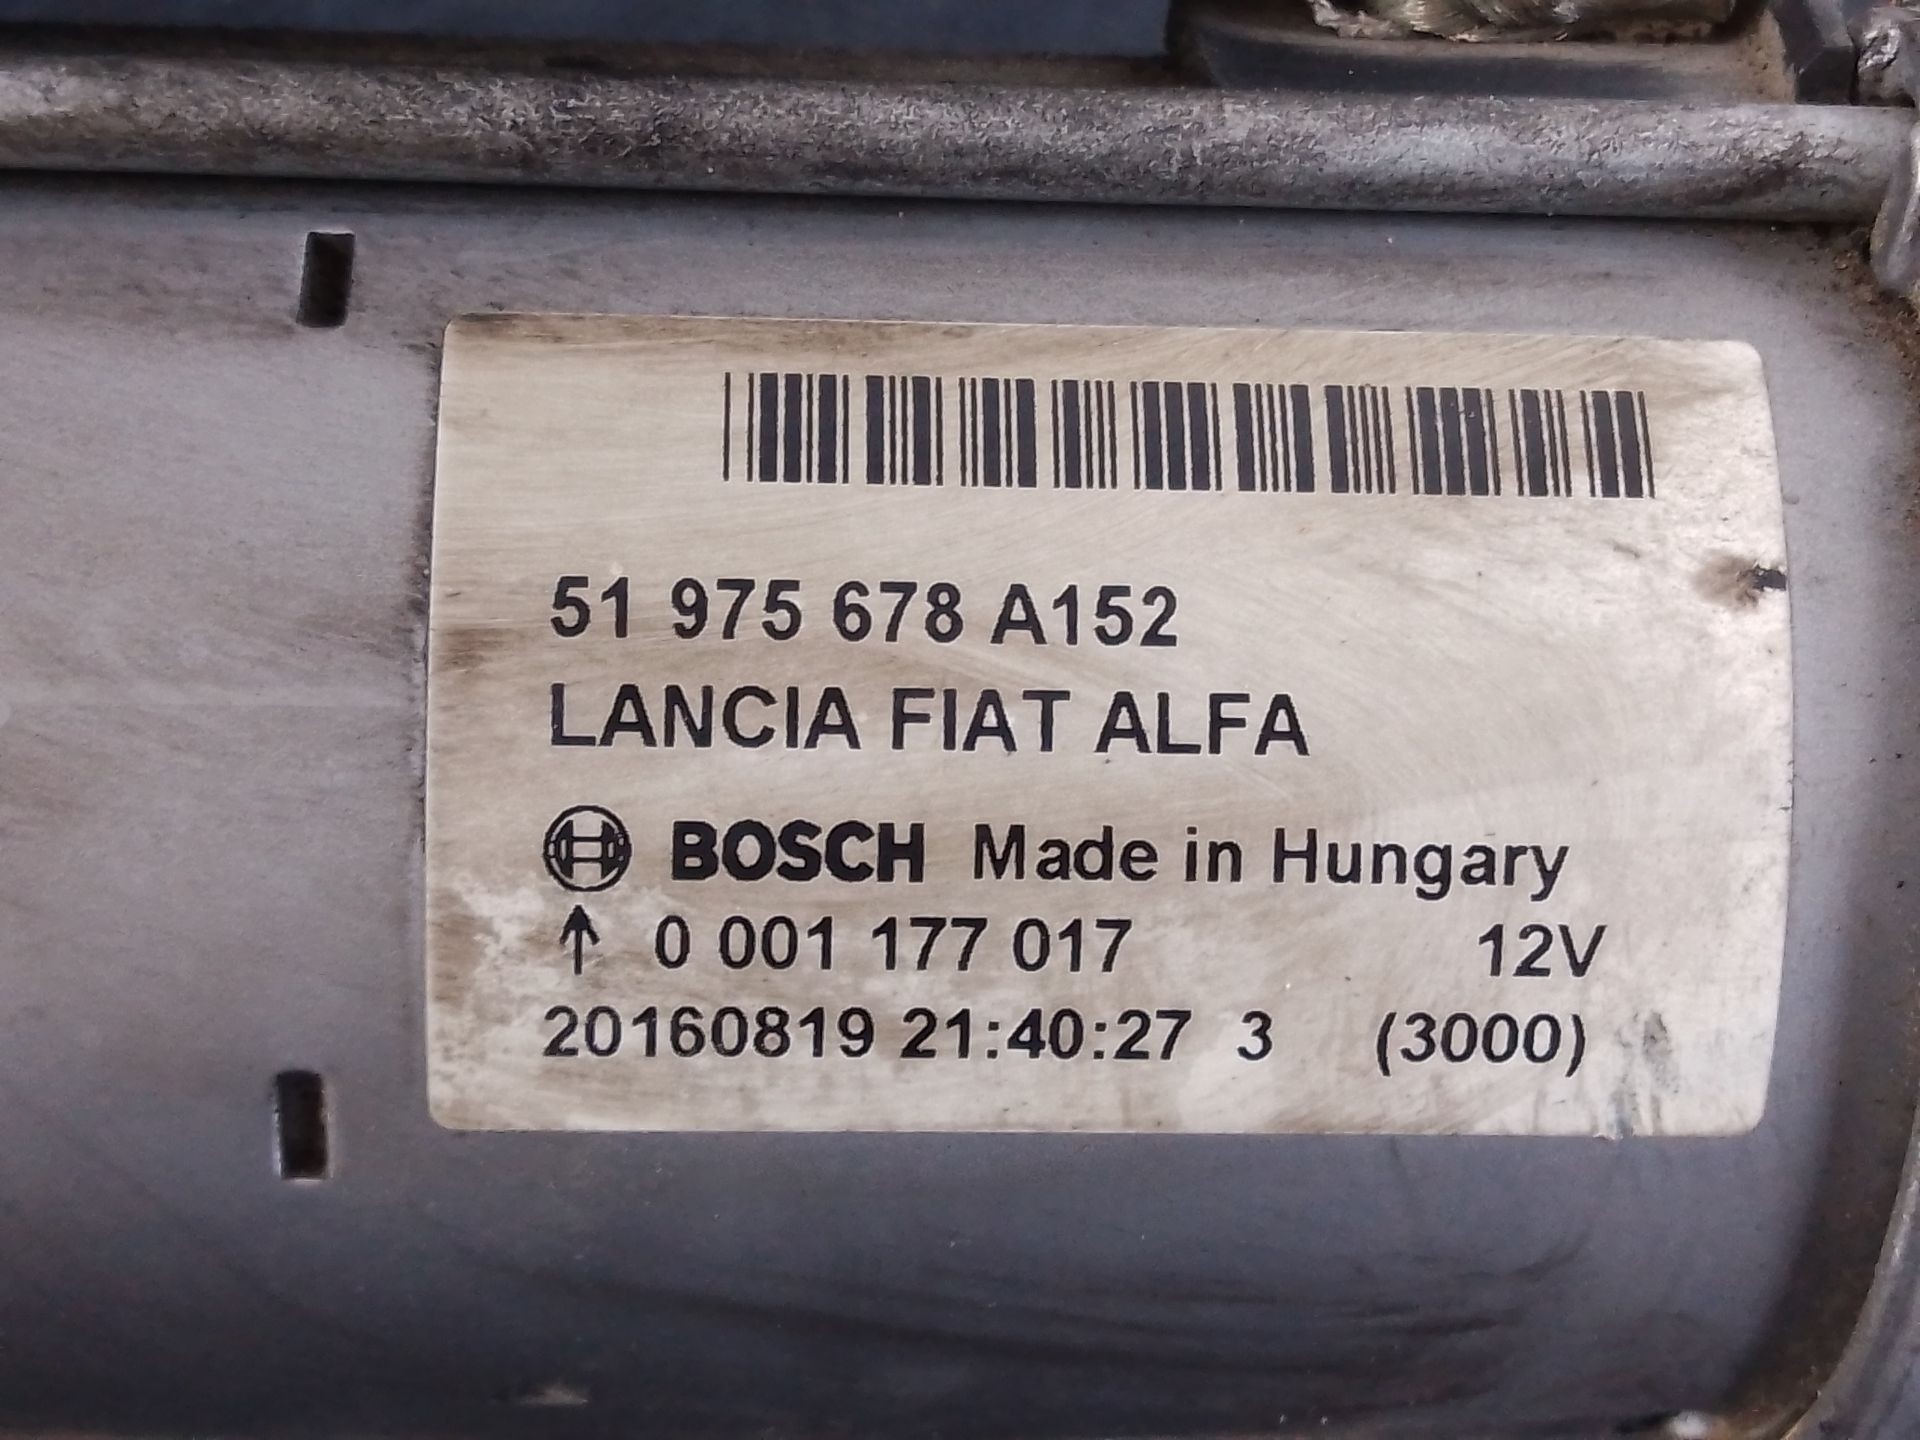 51 975 678 A152
LANCIA FIAT ALFA
BOSCH Made in Hungary
↑ 0 001 177 017 12V
20160819 21:40:27 3 (3000)